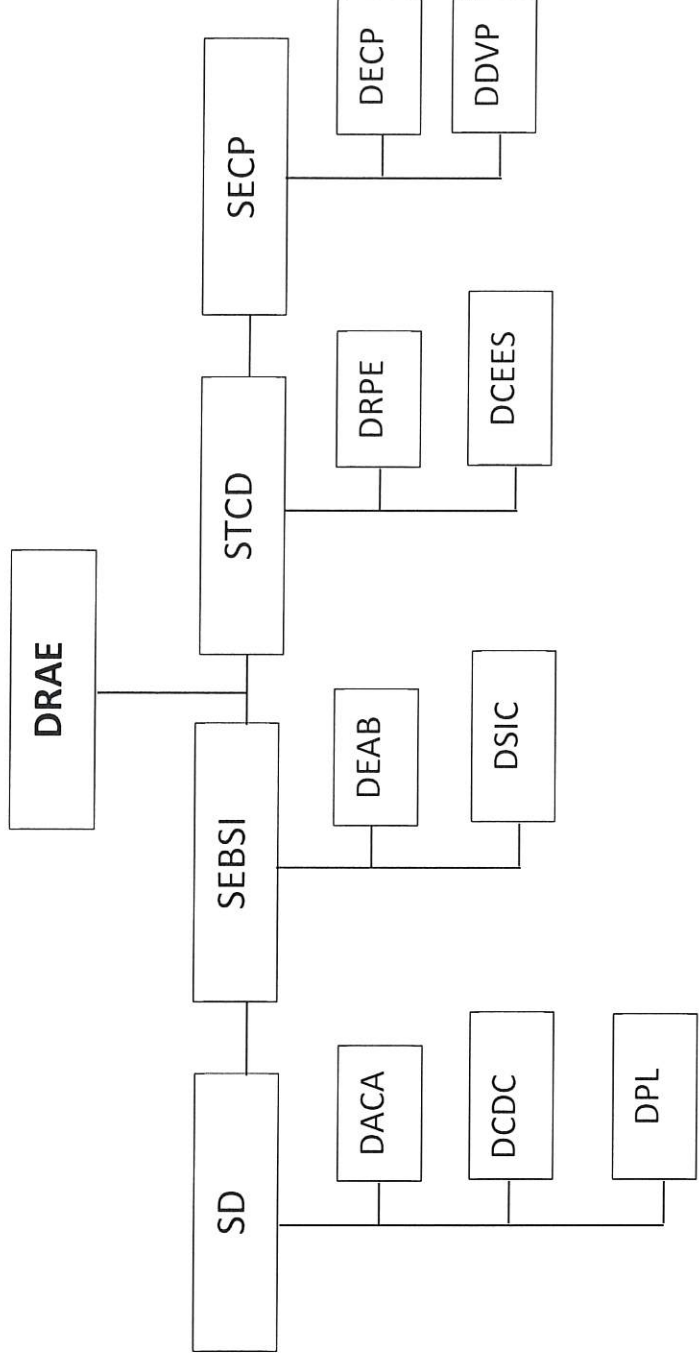 DRAE
SD
SEBSI
STCD
SECP
DACA
DCDC
DPL
DEAB
DSIC
DRPE
DCEES
DECP
DDVP